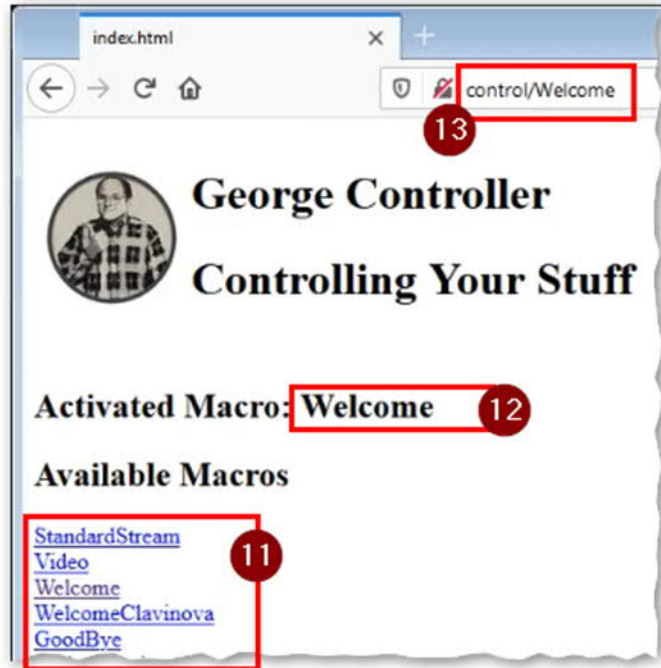 index.html
control/Welcome
13
George Controller
Controlling Your Stuff
Activated Macro: Welcome
12
Available Macros
StandardStream
Video
11
Welcome
WelcomeClavinova
GoodBye